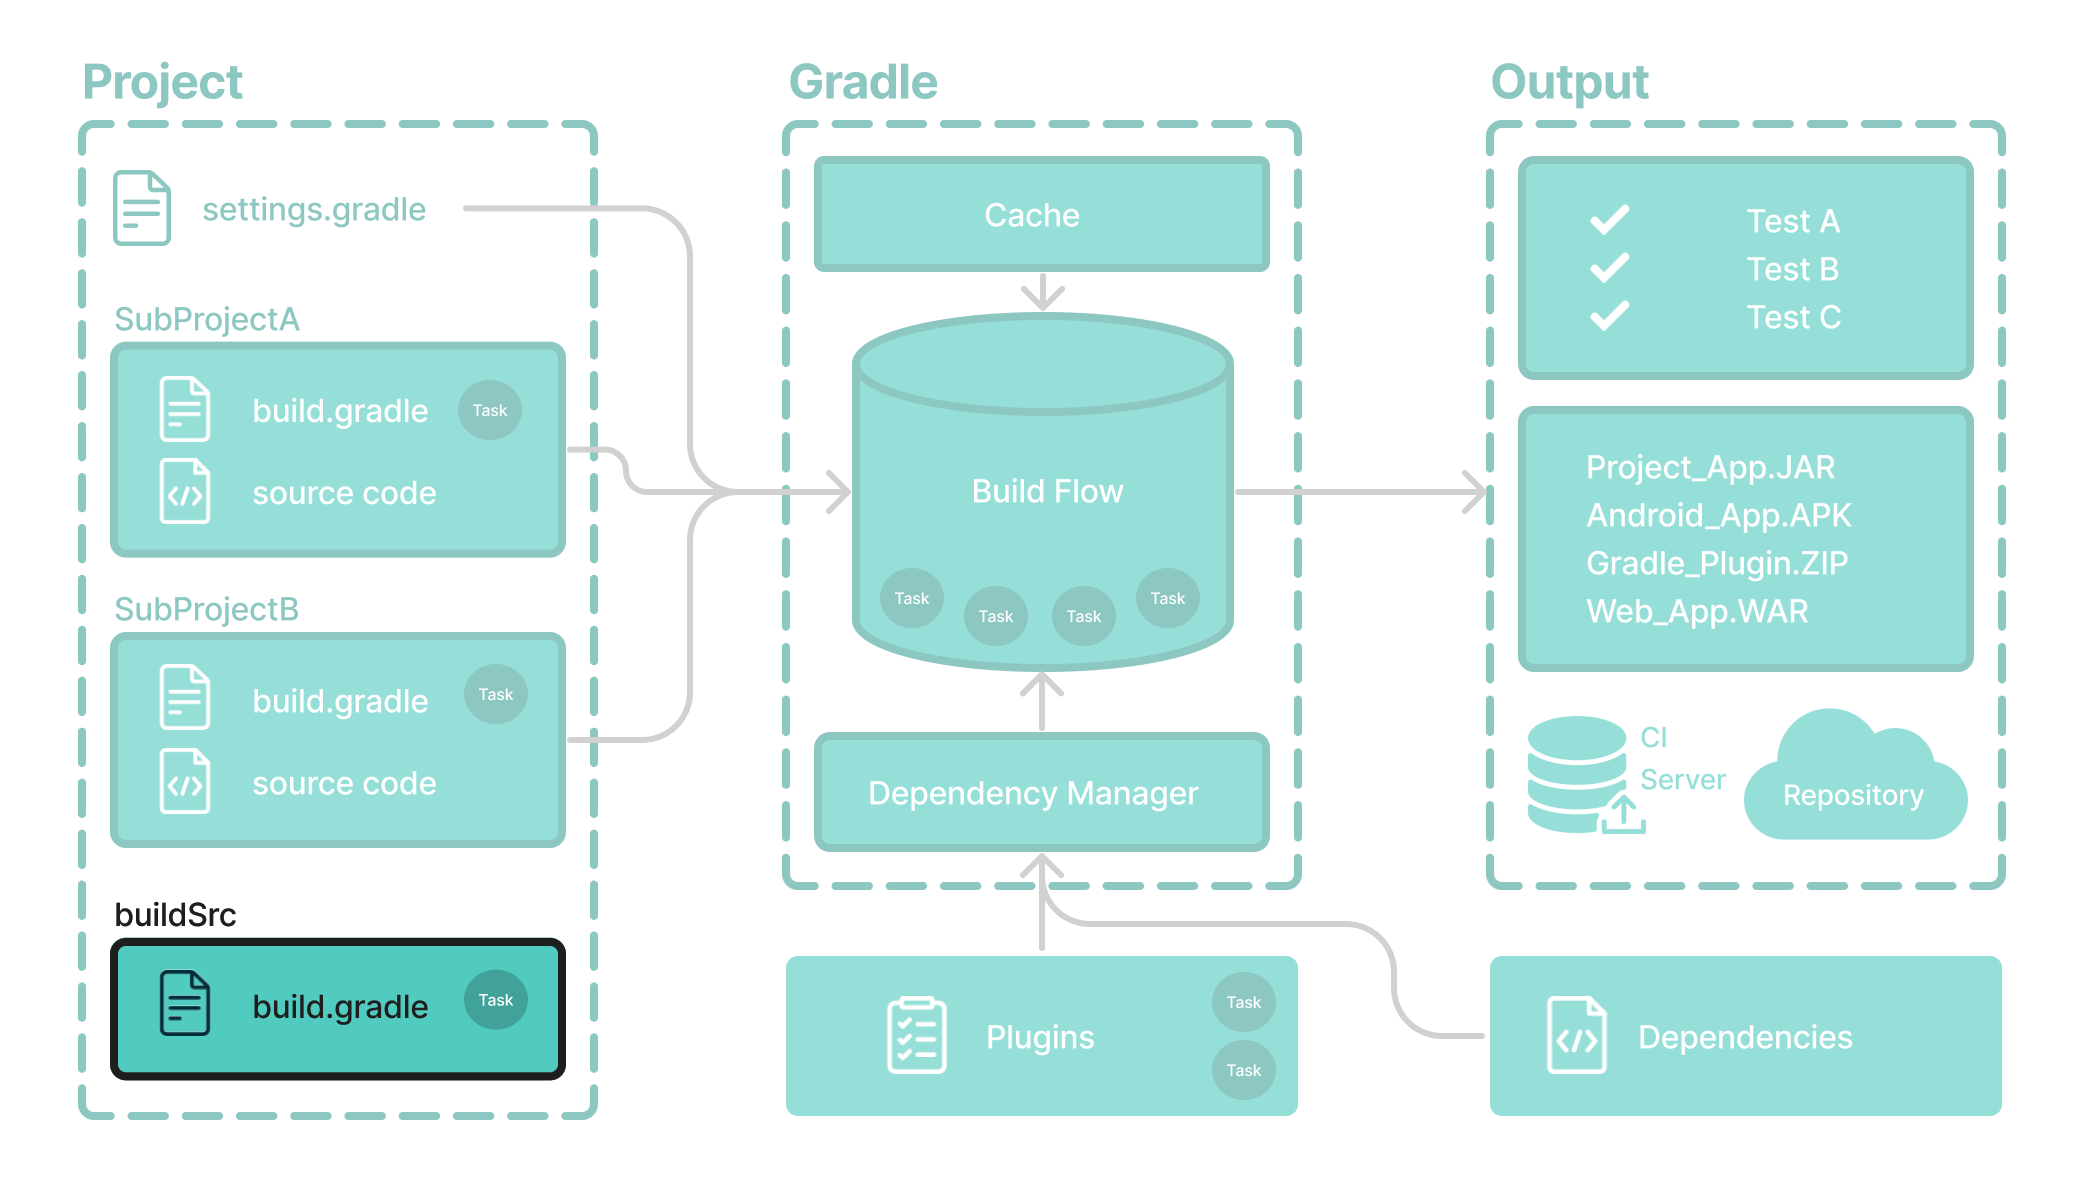 Project
settings.gradle
SubProjectA
build.gradle
Task
source code
SubProjectB
build.gradle
Task
source code
buildSrc
build.gradle
Task
Gradle
Cache
Build Flow
Task
Task
Task
Task
Dependency Manager
Plugins
Task
Task
Output
Test A
Test B
Test C
Project_App.JAR
Android_App.APK
Gradle_Plugin.ZIP
Web_App.WAR
CI
Server
Repository
Dependencies